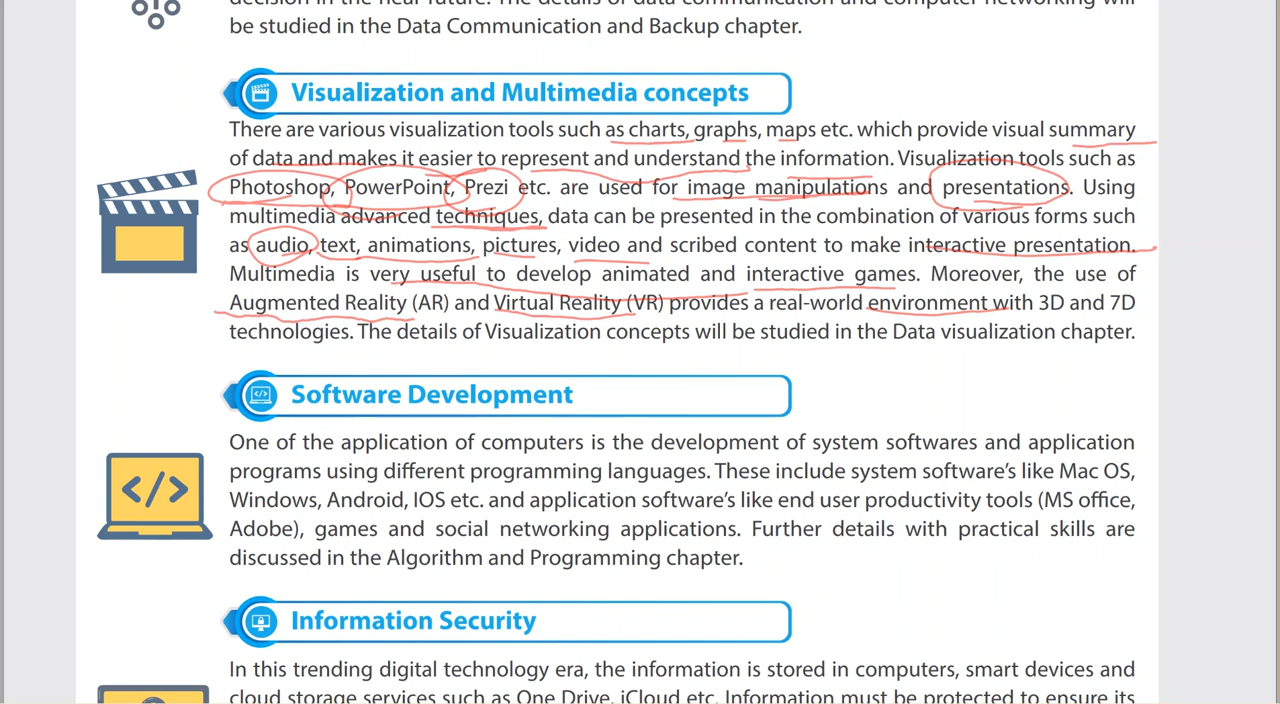 decision in the near future. The details of data communication and computer networking will
be studied in the Data Communication and Backup chapter.
Visualization and Multimedia concepts
There are various visualization tools such as charts, graphs, maps etc. which provide visual summary
of data and makes it easier to represent and understand the information. Visualization tools such as
Photoshop, PowerPoint, Prezi etc. are used for image manipulations and presentations. Using
multimedia advanced techniques, data can be presented in the combination of various forms such
as audio, text, animations, pictures, video and scribed content to make interactive presentation.
Multimedia is very useful to develop animated and interactive games. Moreover, the use of
Augmented Reality (AR) and Virtual Reality (VR) provides a real-world environment with 3D and 7D
technologies. The details of Visualization concepts will be studied in the Data visualization chapter.
Software Development
One of the application of computers is the development of system softwares and application
programs using different programming languages. These include system software's like Mac OS,
Windows, Android, IOS etc. and application software's like end user productivity tools (MS office,
Adobe), games and social networking applications. Further details with practical skills are
discussed in the Algorithm and Programming chapter.
Information Security
In this trending digital technology era, the information is stored in computers, smart devices and
cloud storage services such as One Drive, iCloud etc. Information must be protected to ensure its